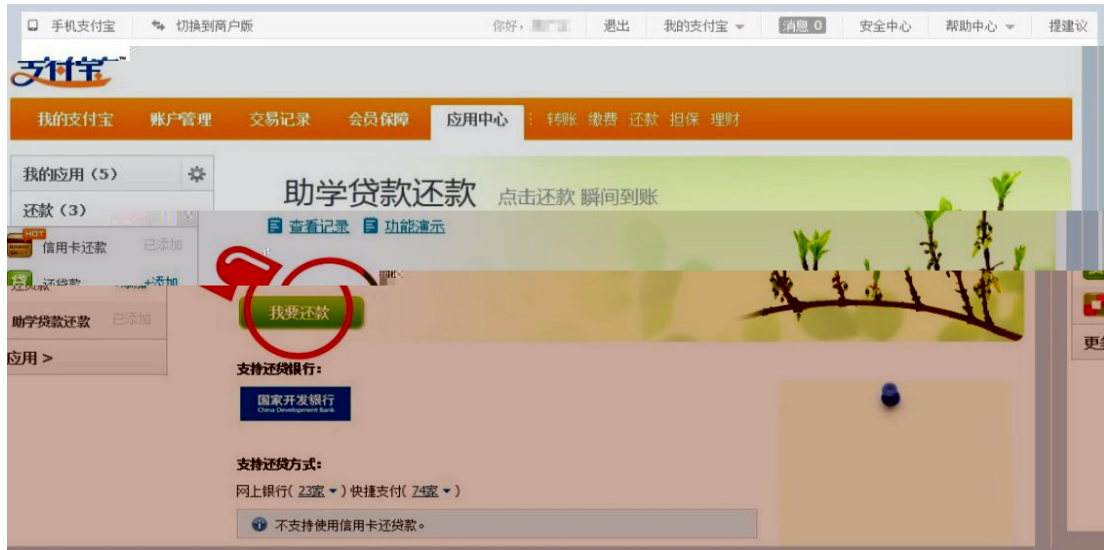 手机支付宝 切换到商户版 你好， 退出 我的支付宝 消息 0 安全中心 帮助中心 提建议
支付宝
我的支付宝 账户管理 交易记录 会员保障 应用中心 转账 缴费 还款 担保 理财
我的应用（5）
还款（3）
HOT
信用卡还款 已添加
贷 还贷款 +添加
助学贷款还款 已添加
应用 >
助学贷款还款 点击还款 瞬间到账
查看记录 功能演示
我要还款
支持还贷银行：
国家开发银行
China Development Bank
支持还贷方式：
网上银行( 23家 ) 快捷支付( 74家 )
不支持使用信用卡还贷款。
更多